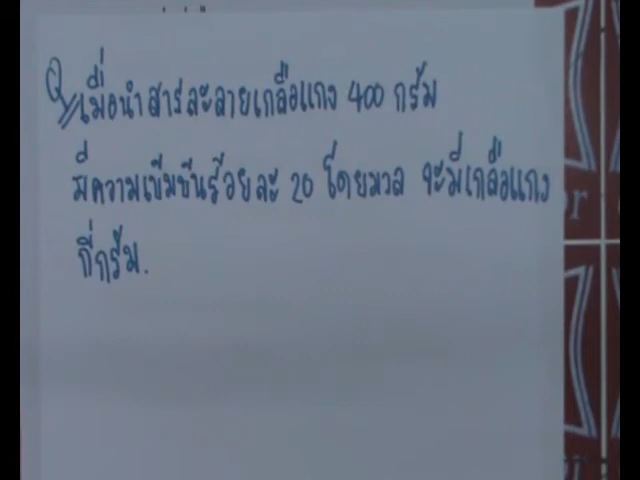 Q// เมื่อนำสารละลายเกลือแกง 400 กรัม
มีความเข้มข้นร้อยละ 20 โดยมวล จะมีเกลือแกง
กี่กรัม.
or